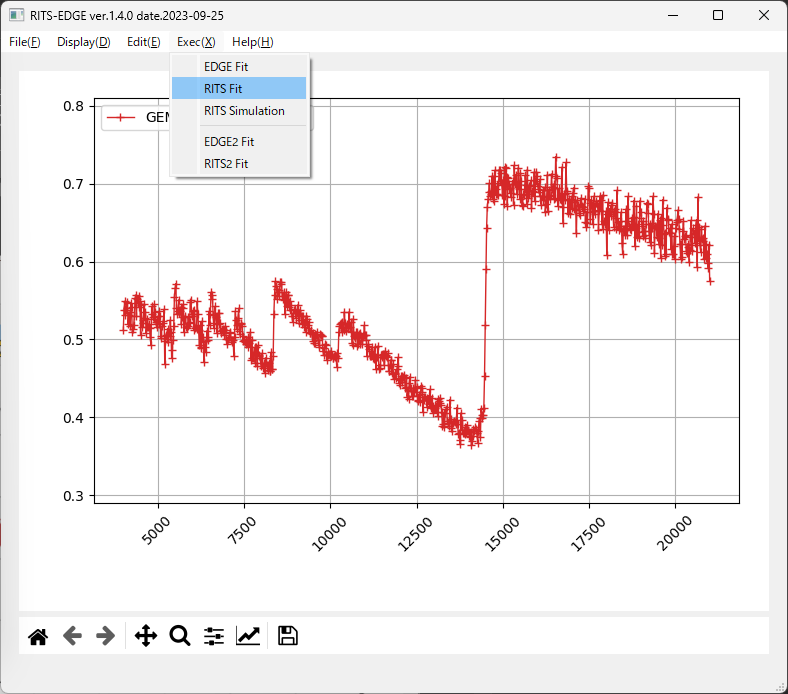 RITS-EDGE ver.1.4.0 date.2023-09-25
File(F) Display(D) Edit(E) Exec(X) Help(H)
EDGE Fit
RITS Fit
RITS Simulation
EDGE2 Fit
RITS2 Fit
0.8
0.7
0.6
0.5
0.4
0.3
5000 7500 10000 12500 15000 17500 20000